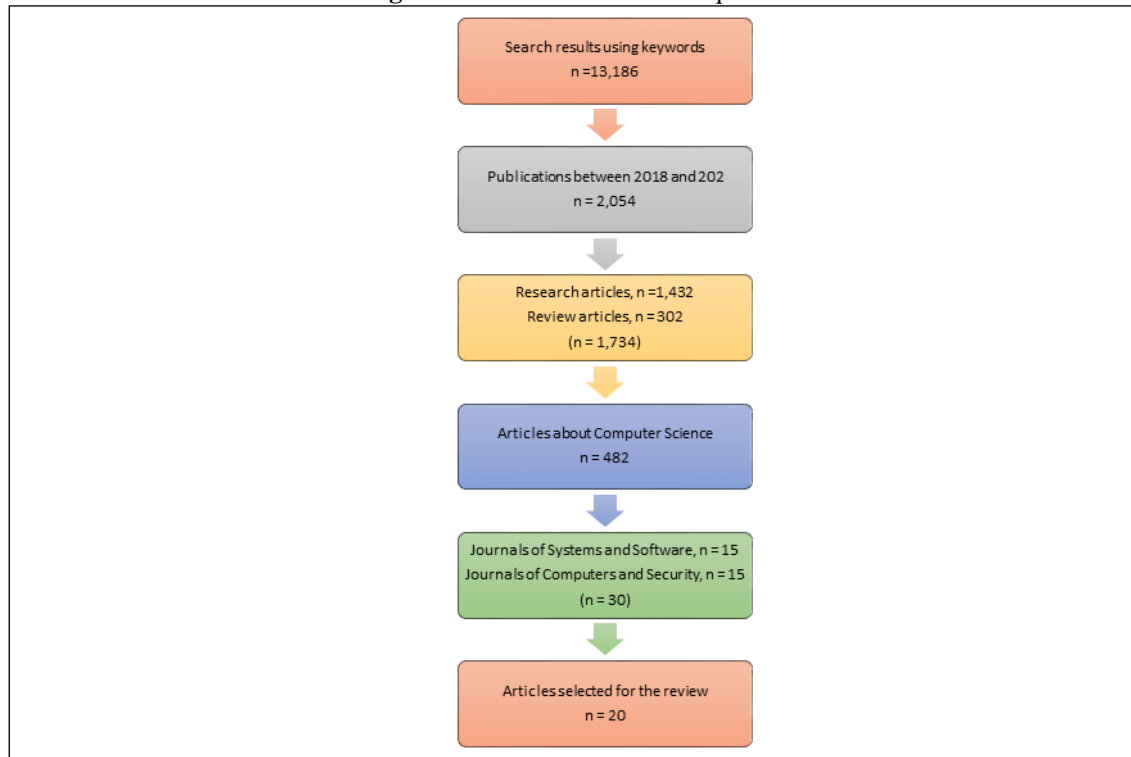 Search results using keywords
n =13,186
Publications between 2018 and 202
n = 2,054
Research articles, n =1,432
Review articles, n = 302
(n = 1,734)
Articles about Computer Science
n = 482
Journals of Systems and Software, n = 15
Journals of Computers and Security, n = 15
(n = 30)
Articles selected for the review
n = 20